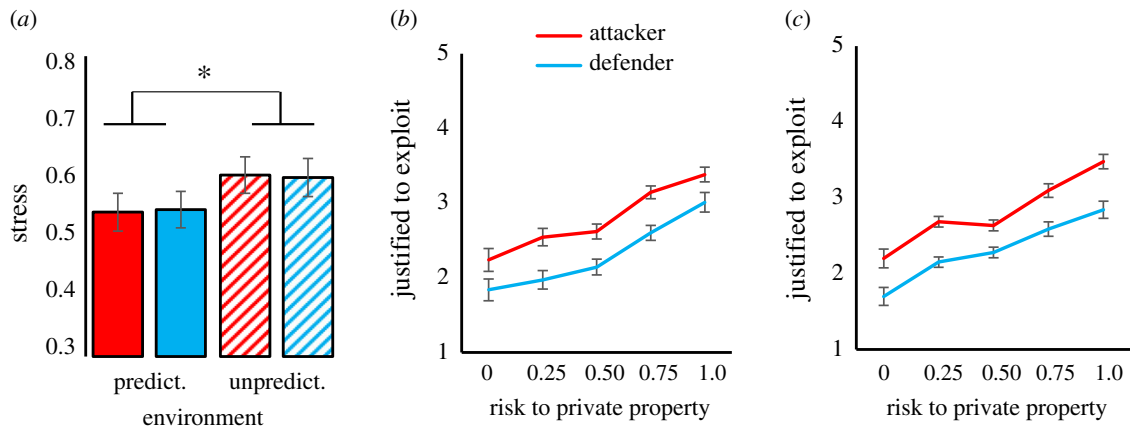 (a)
0.8
0.7
0.6
0.5
0.4
0.3
stress
*
predict. unpredict.
environment
(b)
attacker
defender
5
4
3
2
1
justified to exploit
0 0.25 0.50 0.75 1.0
risk to private property
(c)
5
4
3
2
1
justified to exploit
0 0.25 0.50 0.75 1.0
risk to private property